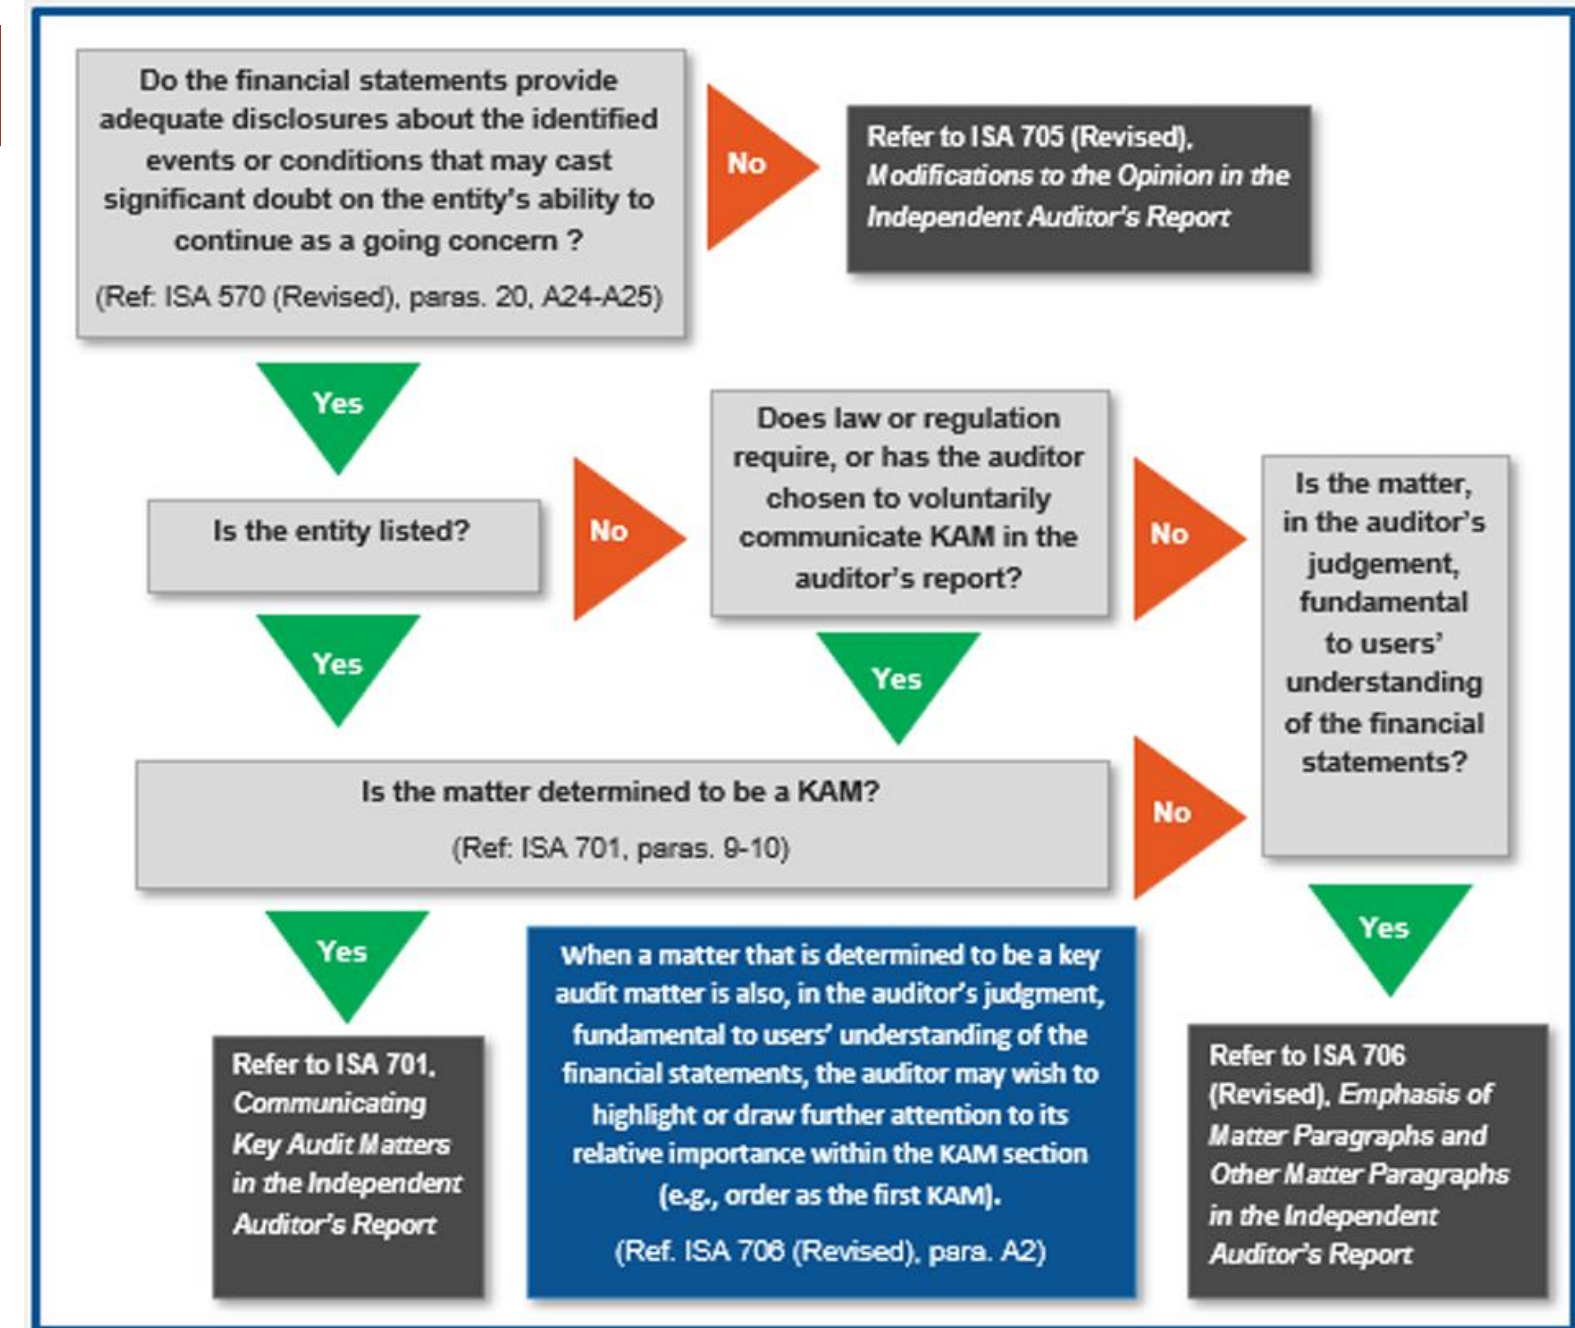 Do the financial statements provide
adequate disclosures about the identified
events or conditions that may cast
significant doubt on the entity's ability to
continue as a going concern ?
(Ref: ISA 570 (Revised), paras. 20, A24-A25)
No
Refer to ISA 705 (Revised),
Modifications to the Opinion in the
Independent Auditor's Report
Yes
Is the entity listed?
No
Does law or regulation
require, or has the auditor
chosen to voluntarily
communicate KAM in the
auditor's report?
No
Is the matter,
in the auditor's
judgement,
fundamental
to users'
understanding
of the financial
statements?
Yes
Yes
Is the matter determined to be a KAM?
(Ref: ISA 701, paras. 9-10)
No
Yes
Yes
Refer to ISA 701,
Communicating
Key Audit Matters
in the Independent
Auditor's Report
When a matter that is determined to be a key
audit matter is also, in the auditor's judgment,
fundamental to users' understanding of the
financial statements, the auditor may wish to
highlight or draw further attention to its
relative importance within the KAM section
(e.g., order as the first KAM).
(Ref. ISA 706 (Revised), para. A2)
Refer to ISA 706
(Revised), Emphasis of
Matter Paragraphs and
Other Matter Paragraphs
in the Independent
Auditor's Report